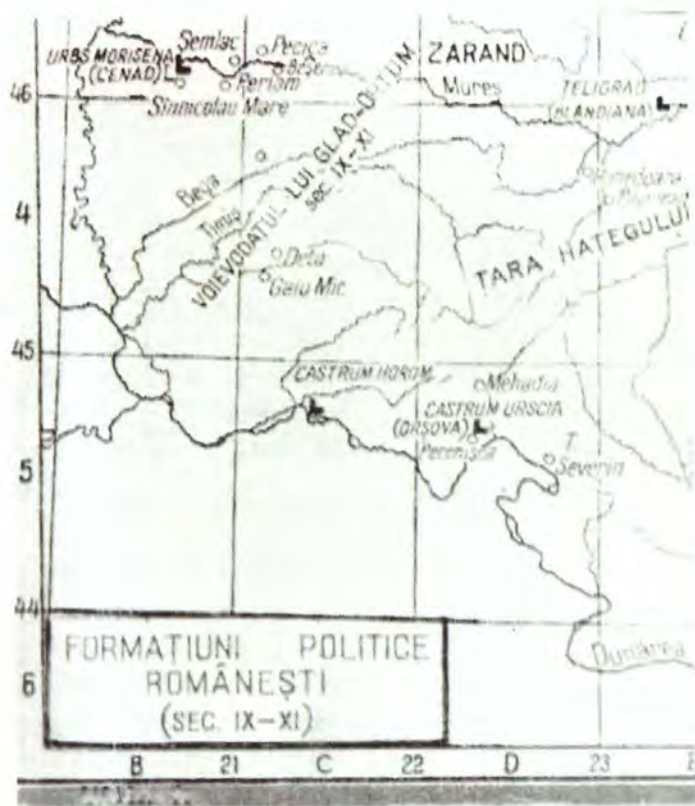 Semlac
Pecica
ZARAND
URBS MORISENA
(CENAD)
Periam
Mureș
TELIGRAD
(BLANDIANA)
46
Sînnicolau Mare
VOIEVODATUL LUI GLAD-OHTUM
SEC. IX-XI
Bega
Timiș
4
TARA HATEGULUI
Deta
Gaiu Mic
45
CASTRUM HOROM
Mehadia
CASTRUM URSCIA
(ORSOVA)
T.
Severin
5
44
FORMAȚIUNI POLITICE
ROMÂNEȘTI
(SEC. IX-XI)
Dunărea
6
B 21 C 22 D 23